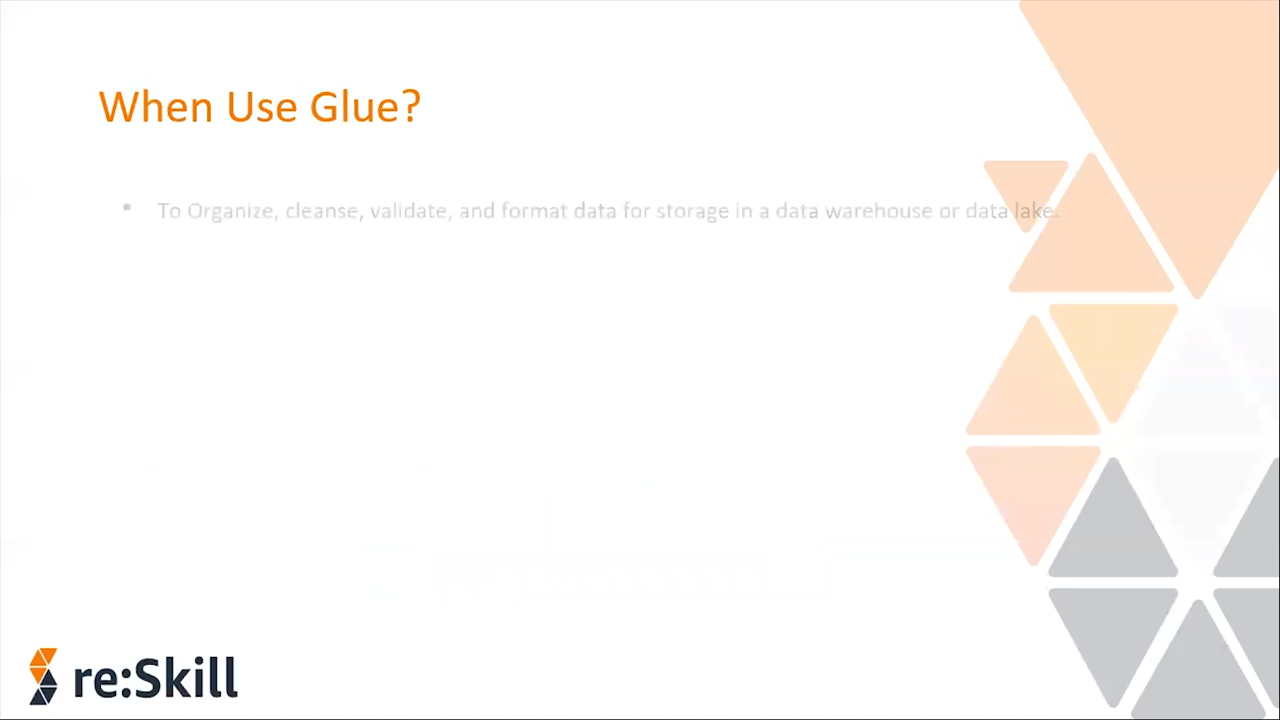 When Use Glue?
• To Organize, cleanse, validate, and format data for storage in a data warehouse or data lake.
re:Skill